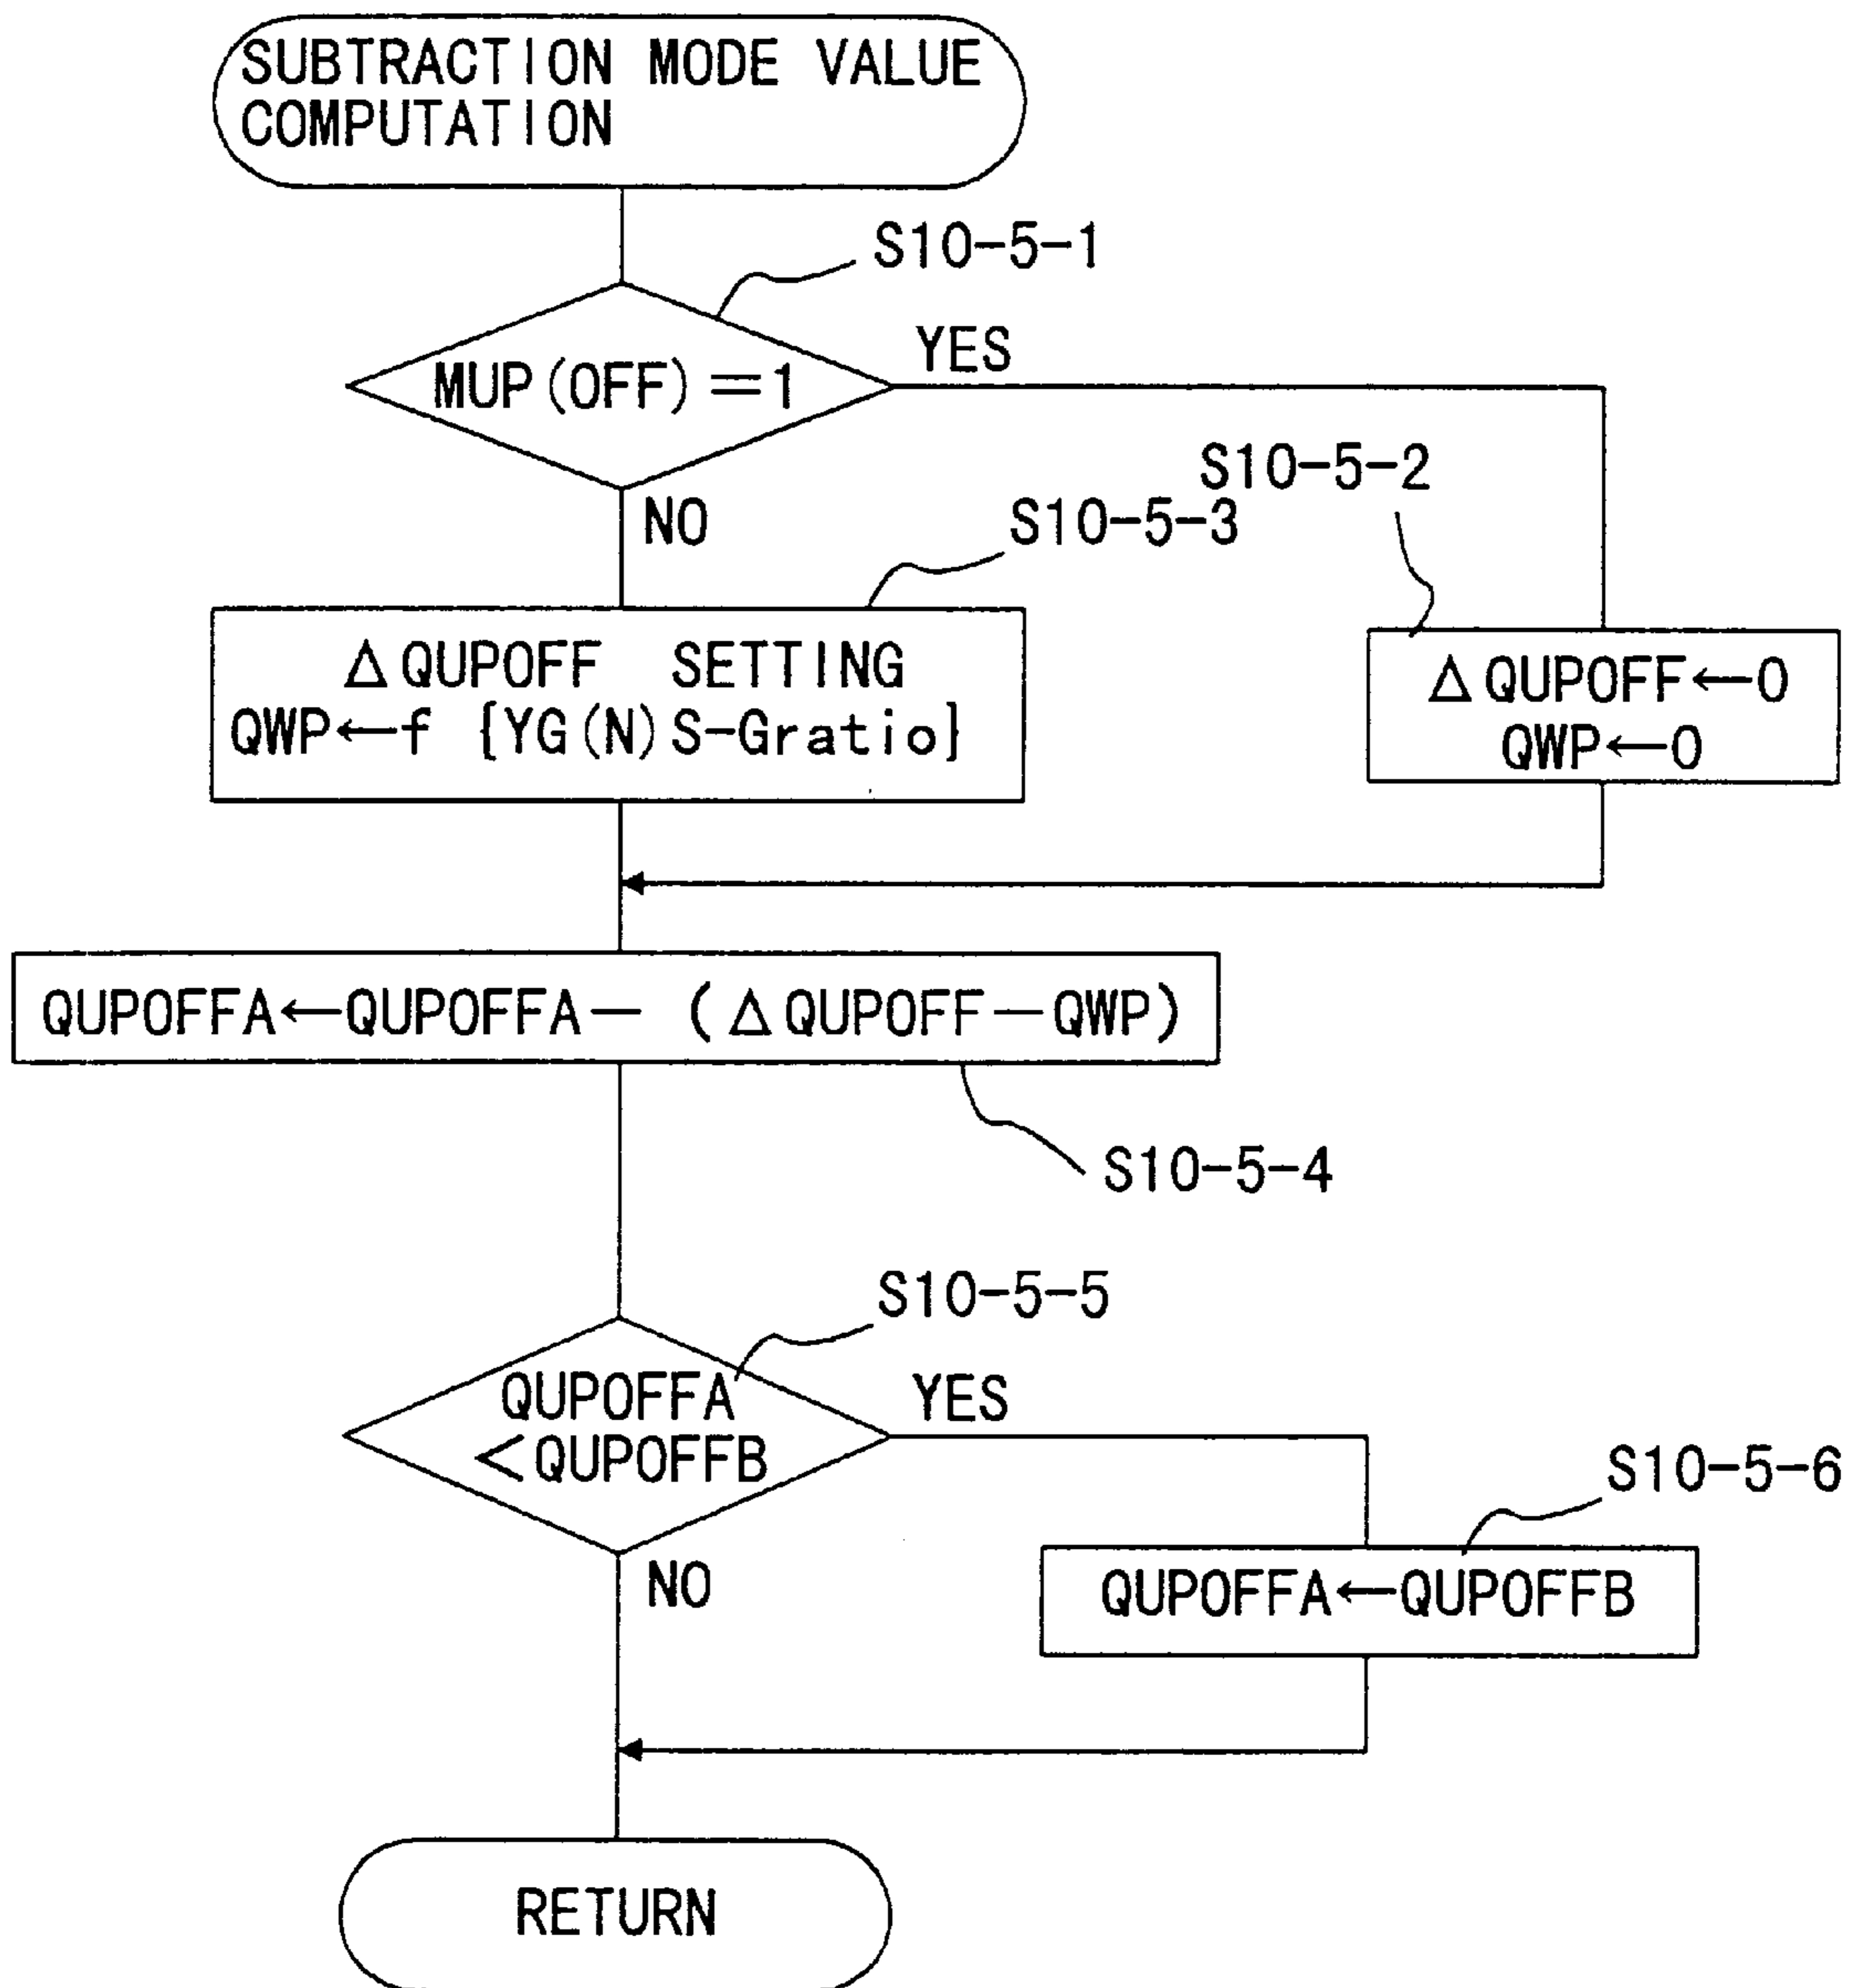 SUBTRACTION MODE VALUE
COMPUTATION
S10-5-1
MUP(OFF)=1
YES
NO
S10-5-2
S10-5-3
ΔQUPOFF SETTING
QWP←f {YG(N)S-Gratio}
ΔQUPOFF←0
QWP←0
QUPOFFA←QUPOFFA—(ΔQUPOFF—QWP)
S10-5-4
S10-5-5
QUPOFFA
<QUPOFFB
YES
NO
S10-5-6
QUPOFFA←QUPOFFB
RETURN